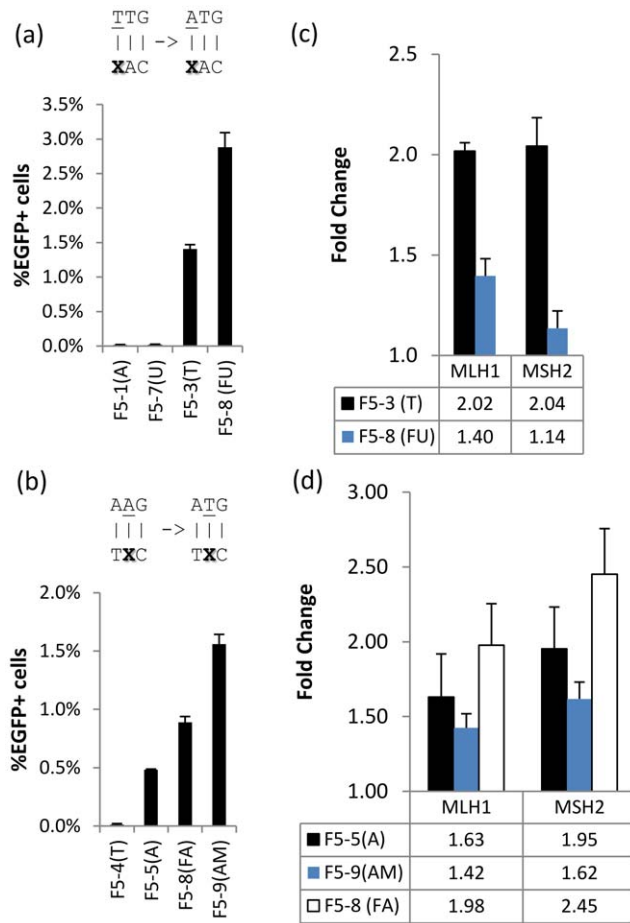 (a)
TTG ATG
||| -> |||
XAC XAC
%EGFP+ cells
3.5%
3.0%
2.5%
2.0%
1.5%
1.0%
0.5%
0.0%
F5-1(A)
F5-7(U)
F5-3(T)
F5-8 (FU)
(b)
AAG ATG
||| -> |||
TXC TXC
%EGFP+ cells
2.0%
1.5%
1.0%
0.5%
0.0%
F5-4(T)
F5-5(A)
F5-8(FA)
F5-9(AM)
(c)
Fold Change
2.5
2.0
1.5
1.0
MLH1 MSH2
F5-3 (T) 2.02 2.04
F5-8 (FU) 1.40 1.14
(d)
Fold Change
3.00
2.50
2.00
1.50
1.00
MLH1 MSH2
F5-5(A) 1.63 1.95
F5-9(AM) 1.42 1.62
F5-8 (FA) 1.98 2.45